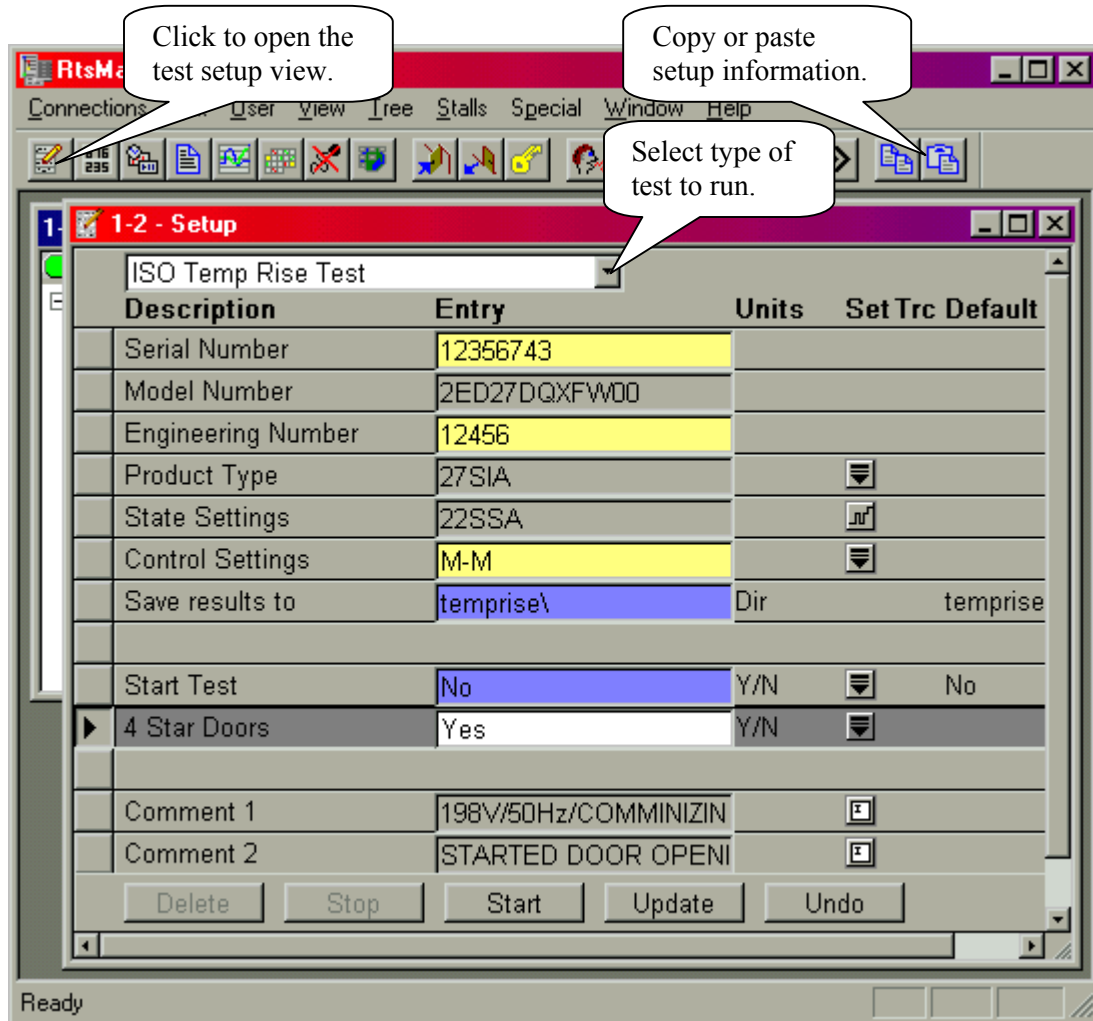 Click to open the
test setup view.
Copy or paste
setup information.
RtsMa
Connections User View Tree Stalls Special Window Help
Select type of
test to run.
1-2 - Setup
ISO Temp Rise Test
Description Entry Units Set Trc Default
Serial Number 12356743
Model Number 2ED27DQXFW00
Engineering Number 12456
Product Type 27SIA
State Settings 22SSA
Control Settings M-M
Save results to temprise\ Dir temprise
Start Test No Y/N No
4 Star Doors Yes Y/N
Comment 1 198V/50Hz/COMMINIZIN
Comment 2 STARTED DOOR OPENI
Delete Stop Start Update Undo
Ready